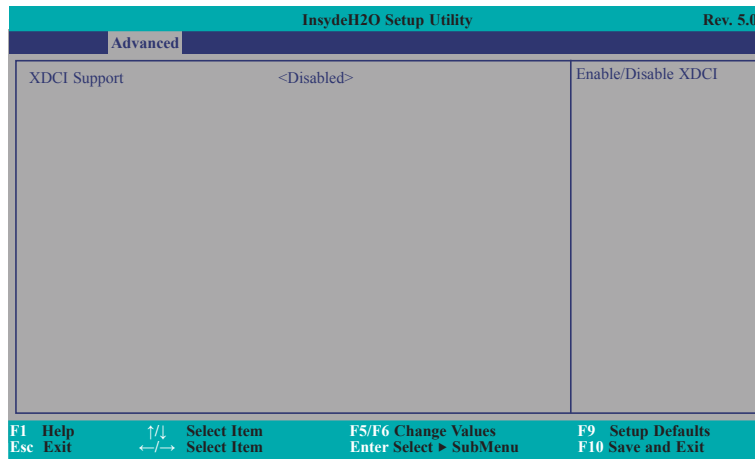 InsydeH2O Setup Utility Rev. 5.0
Advanced
XDCI Support <Disabled> Enable/Disable XDCI
F1 Help ↑/↓ Select Item F5/F6 Change Values F9 Setup Defaults
Esc Exit ←/→ Select Item Enter Select ► SubMenu F10 Save and Exit